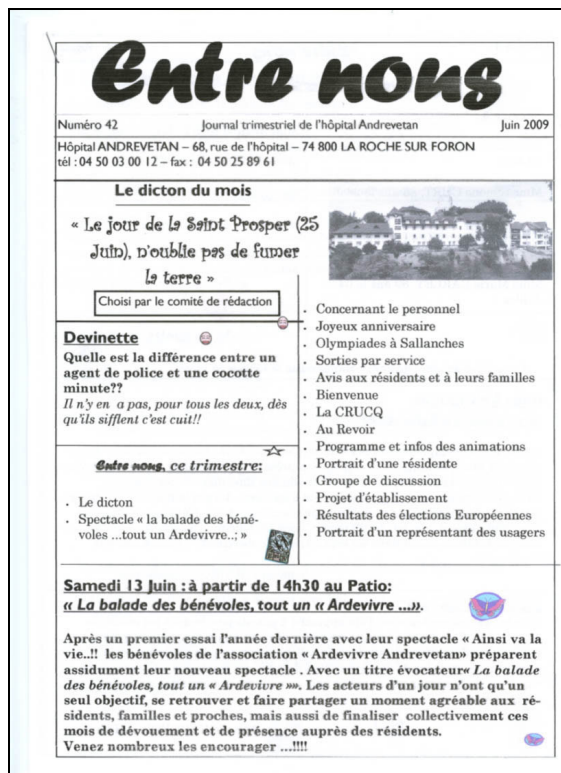 Entre nous
Numéro 42 Journal trimestriel de l'hôpital Andrevetan Juin 2009
Hôpital ANDREVETAN – 68, rue de l'hôpital – 74 800 LA ROCHE SUR FORON
tél : 04 50 03 00 12 – fax : 04 50 25 89 61
Le dicton du mois
« Le jour de la Saint Prosper (25
Juin), n'oublie pas de fumer
la terre »
Choisi par le comité de rédaction
Devinette
Quelle est la différence entre un
agent de police et une cocotte
minute??
Il n'y en a pas, pour tous les deux, dès
qu'ils sifflent c'est cuit!!
Entre nous, ce trimestre:
• Le dicton
• Spectacle « la balade des béné-
voles ...tout un Ardevivre..; »
• Concernant le personnel
• Joyeux anniversaire
• Olympiades à Sallanches
• Sorties par service
• Avis aux résidents et à leurs familles
• Bienvenue
• La CRUCQ
• Au Revoir
• Programme et infos des animations
• Portrait d'une résidente
• Groupe de discussion
• Projet d'établissement
• Résultats des élections Européennes
• Portrait d'un représentant des usagers
Samedi 13 Juin : à partir de 14h30 au Patio:
« La balade des bénévoles, tout un « Ardevivre ...».
Après un premier essai l'année dernière avec leur spectacle « Ainsi va la
vie..!! les bénévoles de l'association « Ardevivre Andrevetan» préparent
assidument leur nouveau spectacle . Avec un titre évocateur« La balade
des bénévoles, tout un « Ardevivre »». Les acteurs d'un jour n'ont qu'un
seul objectif, se retrouver et faire partager un moment agréable aux ré-
sidents, familles et proches, mais aussi de finaliser collectivement ces
mois de dévouement et de présence auprès des résidents.
Venez nombreux les encourager ...!!!!